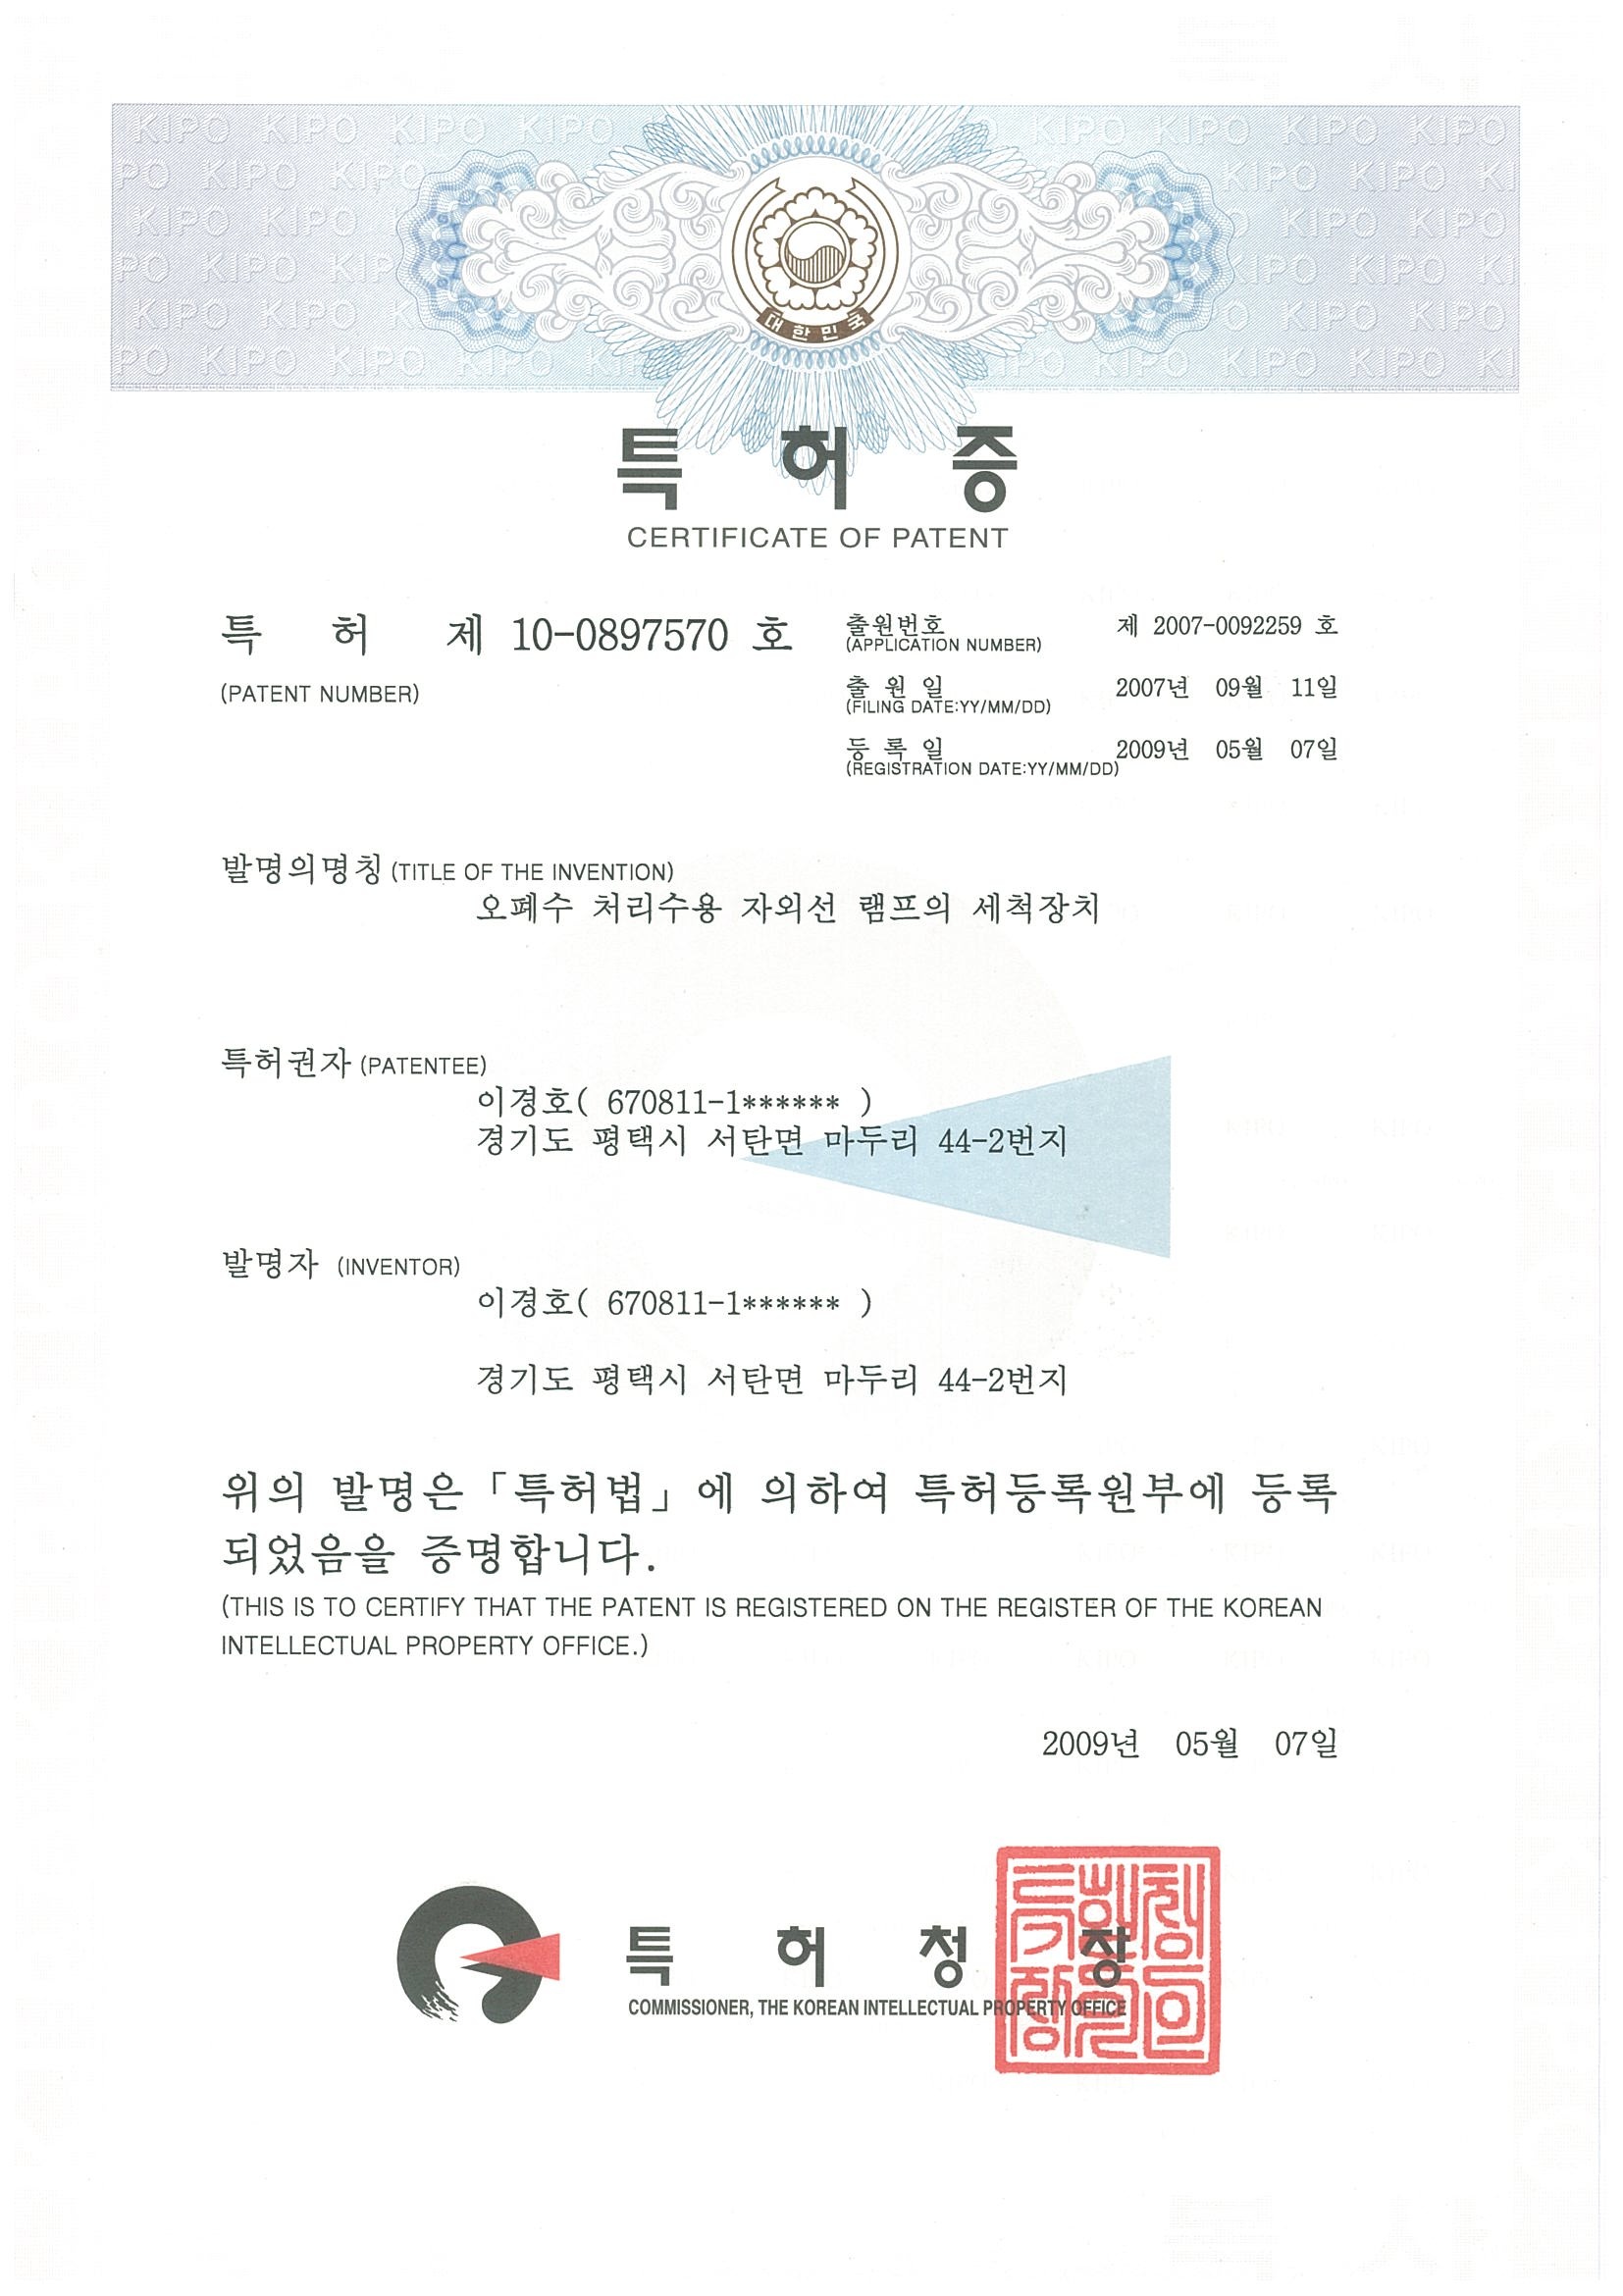 KIPO KIPO KIPO KIPO KIPO KIPO KIPO KIPO
대한민국
특 허 증
CERTIFICATE OF PATENT
특 허 제 10-0897570 호
(PATENT NUMBER)
출원번호 제 2007-0092259 호
(APPLICATION NUMBER)
출 원 일 2007년 09월 11일
(FILING DATE:YY/MM/DD)
등 록 일 2009년 05월 07일
(REGISTRATION DATE:YY/MM/DD)
발명의명칭 (TITLE OF THE INVENTION)
오폐수 처리수용 자외선 램프의 세척장치
특허권자 (PATENTEE)
이경호( 670811-1****** )
경기도 평택시 서탄면 마두리 44-2번지
발명자 (INVENTOR)
이경호( 670811-1****** )
경기도 평택시 서탄면 마두리 44-2번지
위의 발명은 「특허법」에 의하여 특허등록원부에 등록
되었음을 증명합니다.
(THIS IS TO CERTIFY THAT THE PATENT IS REGISTERED ON THE REGISTER OF THE KOREAN
INTELLECTUAL PROPERTY OFFICE.)
2009년 05월 07일
특 허 청 장
COMMISSIONER, THE KOREAN INTELLECTUAL PROPERTY OFFICE